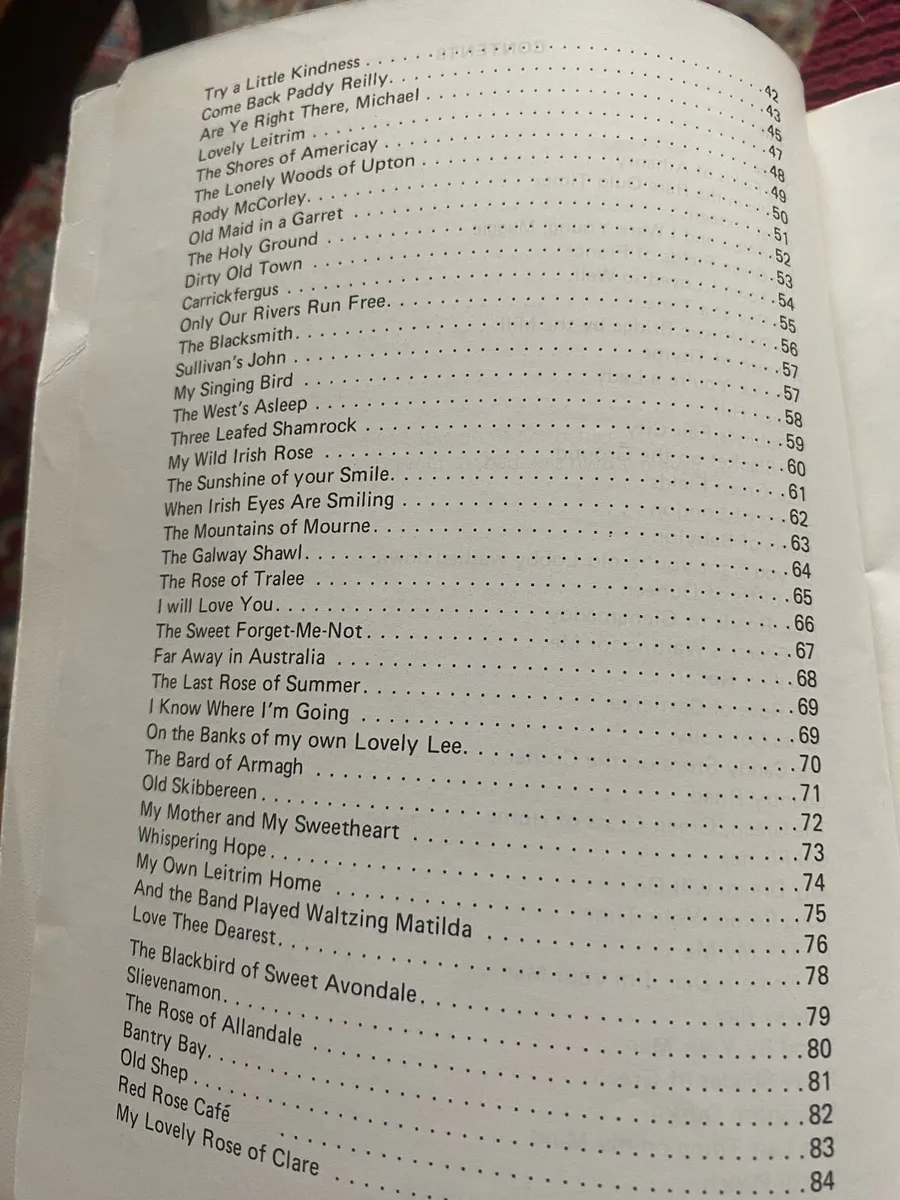 Try a Little Kindness . . . . . . . . . . 42
Come Back Paddy Reilly. . . . . . . . . . 43
Are Ye Right There, Michael . . . . . . . . . . 45
Lovely Leitrim . . . . . . . . . . 47
The Shores of Americay . . . . . . . . . . 48
The Lonely Woods of Upton . . . . . . . . . . 49
Rody McCorley. . . . . . . . . . 50
Old Maid in a Garret . . . . . . . . . . 51
The Holy Ground . . . . . . . . . . 52
Dirty Old Town . . . . . . . . . . 53
Carrickfergus . . . . . . . . . . 54
Only Our Rivers Run Free. . . . . . . . . . 55
The Blacksmith. . . . . . . . . . 56
Sullivan's John . . . . . . . . . . 57
My Singing Bird . . . . . . . . . . 57
The West's Asleep . . . . . . . . . . 58
Three Leafed Shamrock . . . . . . . . . . 59
My Wild Irish Rose . . . . . . . . . . 60
The Sunshine of your Smile. . . . . . . . . . 61
When Irish Eyes Are Smiling . . . . . . . . . . 62
The Mountains of Mourne. . . . . . . . . . 63
The Galway Shawl. . . . . . . . . . 64
The Rose of Tralee . . . . . . . . . . 65
I will Love You. . . . . . . . . . 66
The Sweet Forget-Me-Not. . . . . . . . . . 67
Far Away in Australia . . . . . . . . . . 68
The Last Rose of Summer. . . . . . . . . . 69
I Know Where I'm Going . . . . . . . . . . 69
On the Banks of my own Lovely Lee. . . . . . . . . . 70
The Bard of Armagh . . . . . . . . . . 71
Old Skibbereen . . . . . . . . . . 72
My Mother and My Sweetheart . . . . . . . . . . 73
Whispering Hope. . . . . . . . . . 74
My Own Leitrim Home . . . . . . . . . . 75
And the Band Played Waltzing Matilda . . . . . . . . . . 76
Love Thee Dearest. . . . . . . . . . 78
The Blackbird of Sweet Avondale. . . . . . . . . . 79
Slievenamon. . . . . . . . . . 80
The Rose of Allandale . . . . . . . . . . 81
Bantry Bay. . . . . . . . . . 82
Old Shep . . . . . . . . . . 83
Red Rose Café . . . . . . . . . . 84
My Lovely Rose of Clare . . . . . . . . . .